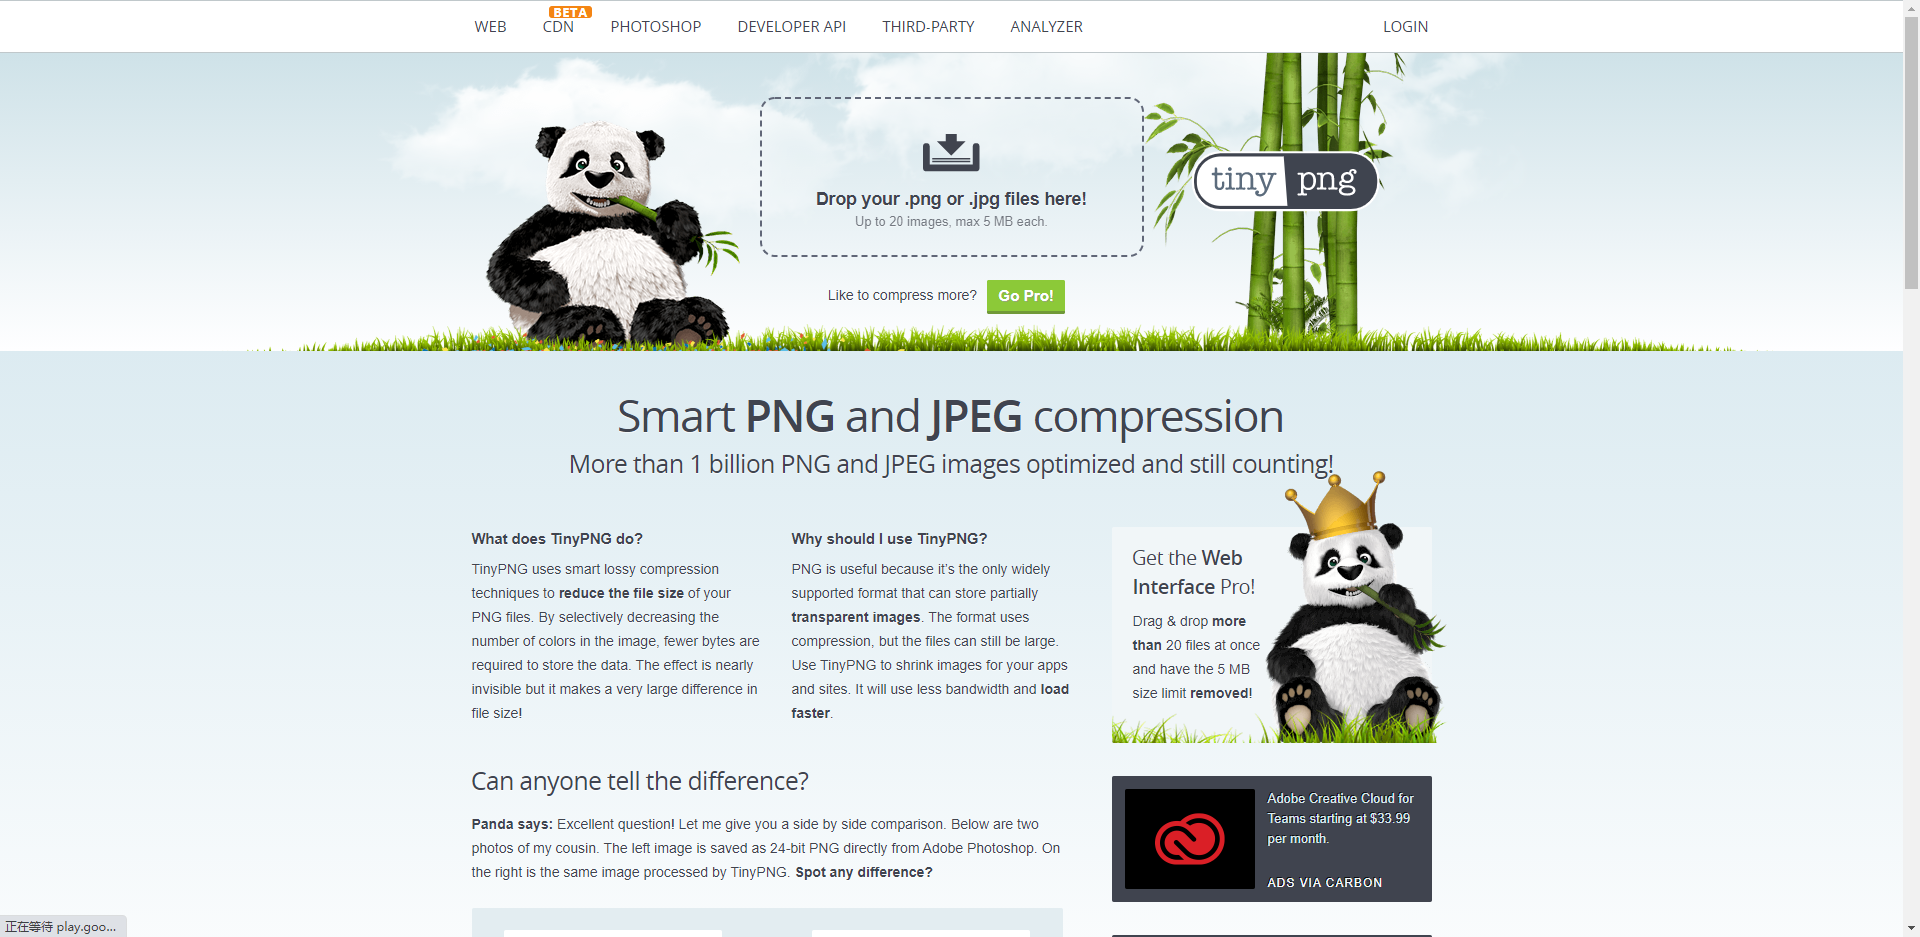 WEB
BETA
CDN
PHOTOSHOP
DEVELOPER API
THIRD-PARTY
ANALYZER
LOGIN
Drop your .png or .jpg files here!
Up to 20 images, max 5 MB each.
tiny png
Like to compress more?
Go Pro!
Smart PNG and JPEG compression
More than 1 billion PNG and JPEG images optimized and still counting!
What does TinyPNG do?
TinyPNG uses smart lossy compression
techniques to reduce the file size of your
PNG files. By selectively decreasing the
number of colors in the image, fewer bytes are
required to store the data. The effect is nearly
invisible but it makes a very large difference in
file size!
Why should I use TinyPNG?
PNG is useful because it’s the only widely
supported format that can store partially
transparent images. The format uses
compression, but the files can still be large.
Use TinyPNG to shrink images for your apps
and sites. It will use less bandwidth and load
faster.
Get the Web
Interface Pro!
Drag & drop more
than 20 files at once
and have the 5 MB
size limit removed!
Can anyone tell the difference?
Panda says: Excellent question! Let me give you a side by side comparison. Below are two
photos of my cousin. The left image is saved as 24-bit PNG directly from Adobe Photoshop. On
the right is the same image processed by TinyPNG. Spot any difference?
Adobe Creative Cloud for
Teams starting at $33.99
per month.
ADS VIA CARBON
正在等待 play.goo...